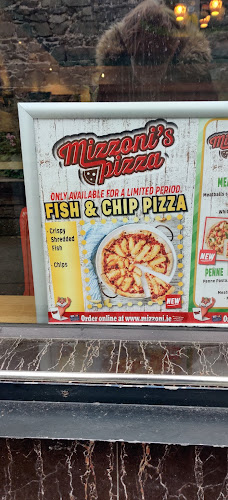 Mizzoni's
pizza
ONLY AVAILABLE FOR A LIMITED PERIOD.
FISH & CHIP PIZZA
Crispy
Shredded
Fish
Chips
NEW
Order online at www.mizzoni.ie
NEW
PENNE